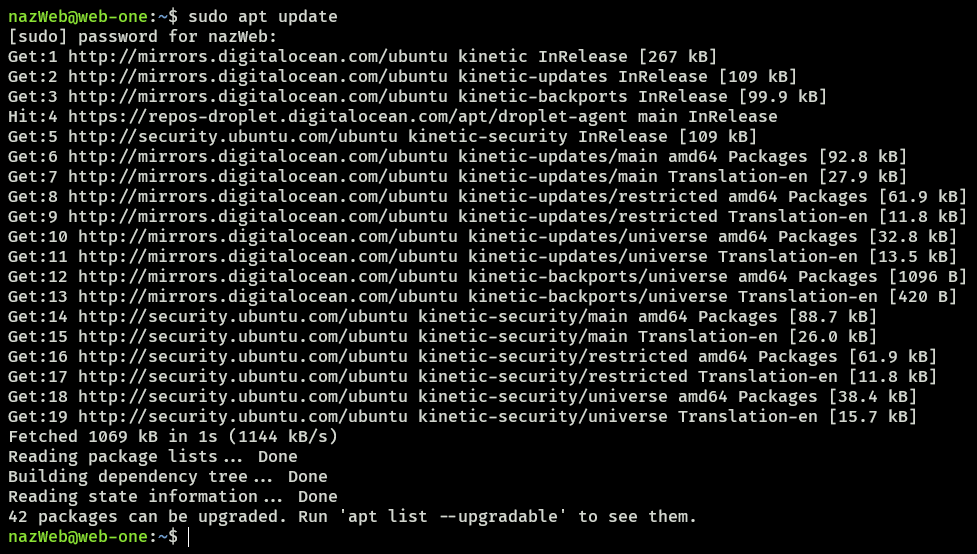 nazWeb@web-one:~$ sudo apt update
[sudo] password for nazWeb:
Get:1 http://mirrors.digitalocean.com/ubuntu kinetic InRelease [267 kB]
Get:2 http://mirrors.digitalocean.com/ubuntu kinetic-updates InRelease [109 kB]
Get:3 http://mirrors.digitalocean.com/ubuntu kinetic-backports InRelease [99.9 kB]
Hit:4 https://repos-droplet.digitalocean.com/apt/droplet-agent main InRelease
Get:5 http://security.ubuntu.com/ubuntu kinetic-security InRelease [109 kB]
Get:6 http://mirrors.digitalocean.com/ubuntu kinetic-updates/main amd64 Packages [92.8 kB]
Get:7 http://mirrors.digitalocean.com/ubuntu kinetic-updates/main Translation-en [27.9 kB]
Get:8 http://mirrors.digitalocean.com/ubuntu kinetic-updates/restricted amd64 Packages [61.9 kB]
Get:9 http://mirrors.digitalocean.com/ubuntu kinetic-updates/restricted Translation-en [11.8 kB]
Get:10 http://mirrors.digitalocean.com/ubuntu kinetic-updates/universe amd64 Packages [32.8 kB]
Get:11 http://mirrors.digitalocean.com/ubuntu kinetic-updates/universe Translation-en [13.5 kB]
Get:12 http://mirrors.digitalocean.com/ubuntu kinetic-backports/universe amd64 Packages [1096 B]
Get:13 http://mirrors.digitalocean.com/ubuntu kinetic-backports/universe Translation-en [420 B]
Get:14 http://security.ubuntu.com/ubuntu kinetic-security/main amd64 Packages [88.7 kB]
Get:15 http://security.ubuntu.com/ubuntu kinetic-security/main Translation-en [26.0 kB]
Get:16 http://security.ubuntu.com/ubuntu kinetic-security/restricted amd64 Packages [61.9 kB]
Get:17 http://security.ubuntu.com/ubuntu kinetic-security/restricted Translation-en [11.8 kB]
Get:18 http://security.ubuntu.com/ubuntu kinetic-security/universe amd64 Packages [38.4 kB]
Get:19 http://security.ubuntu.com/ubuntu kinetic-security/universe Translation-en [15.7 kB]
Fetched 1069 kB in 1s (1144 kB/s)
Reading package lists... Done
Building dependency tree... Done
Reading state information... Done
42 packages can be upgraded. Run 'apt list --upgradable' to see them.
nazWeb@web-one:~$